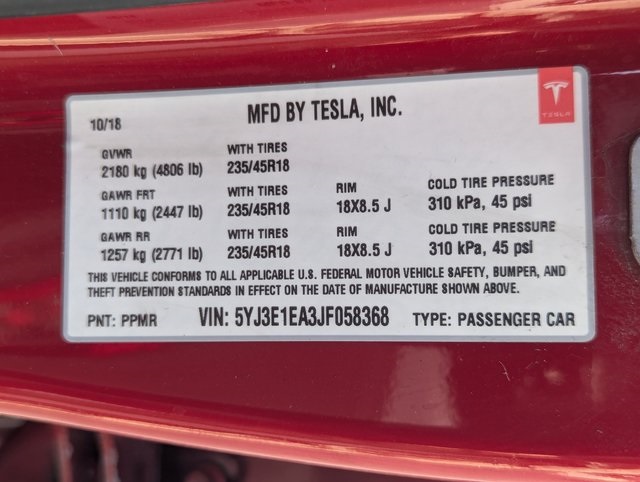 MFD BY TESLA, INC.
TESLA
10/18
GVWR WITH TIRES
2180 kg (4806 lb) 235/45R18
GAWR FRT WITH TIRES RIM COLD TIRE PRESSURE
1110 kg (2447 lb) 235/45R18 18X8.5 J 310 kPa, 45 psi
GAWR RR WITH TIRES RIM COLD TIRE PRESSURE
1257 kg (2771 lb) 235/45R18 18X8.5 J 310 kPa, 45 psi
THIS VEHICLE CONFORMS TO ALL APPLICABLE U.S. FEDERAL MOTOR VEHICLE SAFETY, BUMPER, AND
THEFT PREVENTION STANDARDS IN EFFECT ON THE DATE OF MANUFACTURE SHOWN ABOVE.
PNT: PPMR VIN: 5YJ3E1EA3JF058368 TYPE: PASSENGER CAR